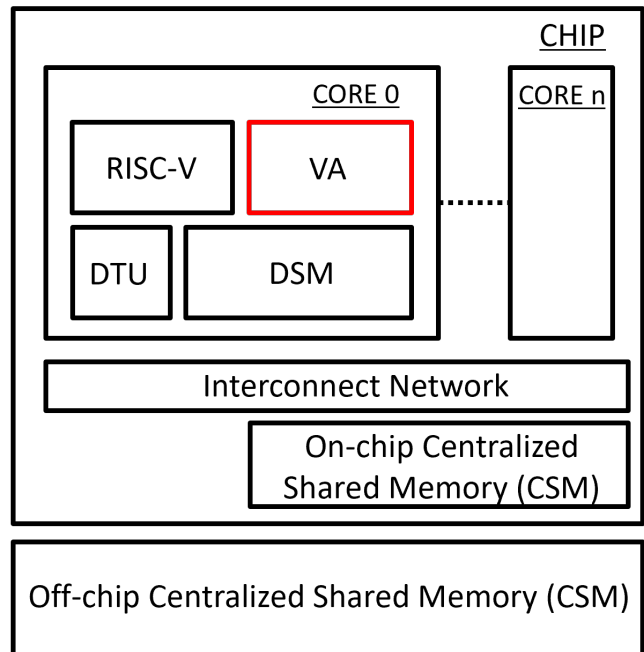 CHIP
CORE 0
CORE n
RISC-V
VA
DTU
DSM
Interconnect Network
On-chip Centralized
Shared Memory (CSM)
Off-chip Centralized Shared Memory (CSM)